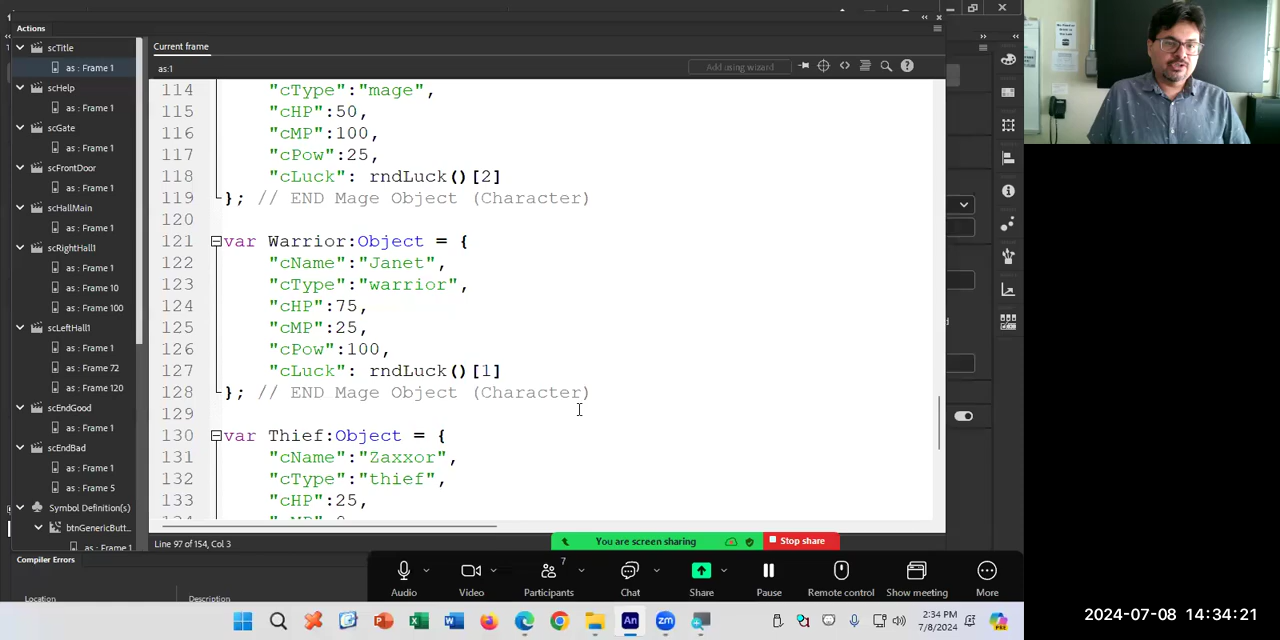 Actions
scTitle
as : Frame 1
scHelp
as : Frame 1
scGate
as : Frame 1
scFrontDoor
as : Frame 1
scHallMain
as : Frame 1
scRightHall1
as : Frame 1
as : Frame 10
as : Frame 100
scLeftHall1
as : Frame 1
as : Frame 72
as : Frame 120
scEndGood
as : Frame 1
scEndBad
as : Frame 1
as : Frame 5
Symbol Definition(s)
btnGenericButt...
as : Frame 1
Compiler Errors
Location
Description
Current frame
as:1
Add using wizard
114 "cType":"mage",
115 "cHP":50,
116 "cMP":100,
117 "cPow":25,
118 "cLuck": rndLuck()[2]
119 }; // END Mage Object (Character)
120
121 var Warrior:Object = {
122 "cName":"Janet",
123 "cType":"warrior",
124 "cHP":75,
125 "cMP":25,
126 "cPow":100,
127 "cLuck": rndLuck()[1]
128 }; // END Mage Object (Character)
129
130 var Thief:Object = {
131 "cName":"Zaxxor",
132 "cType":"thief",
133 "cHP":25,
Line 97 of 154, Col 3
You are screen sharing
Stop share
7
Audio
Video
Participants
Chat
Share
Pause
Remote control
Show meeting
More
2:34 PM
7/8/2024
2024-07-08 14:34:21